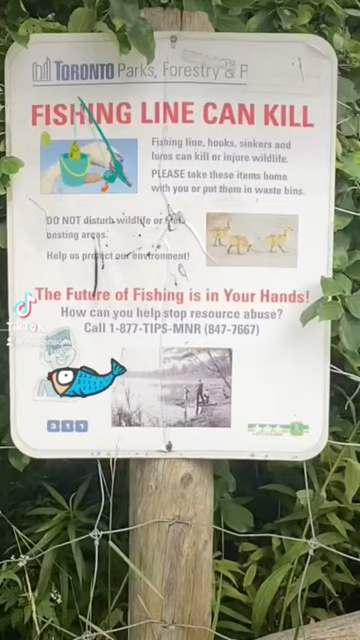 TORONTO Parks, Forestry & R
FISHING LINE CAN KILL
Fishing line, hooks, sinkers and
lures can kill or injure wildlife.
PLEASE take these items home
with you or put them in waste bins.
DO NOT disturb wildlife or
nesting areas.
Help us protect our environment!
The Future of Fishing is in Your Hands!
How can you help stop resource abuse?
Call 1-877-TIPS-MNR (847-7667)
TikTok
311